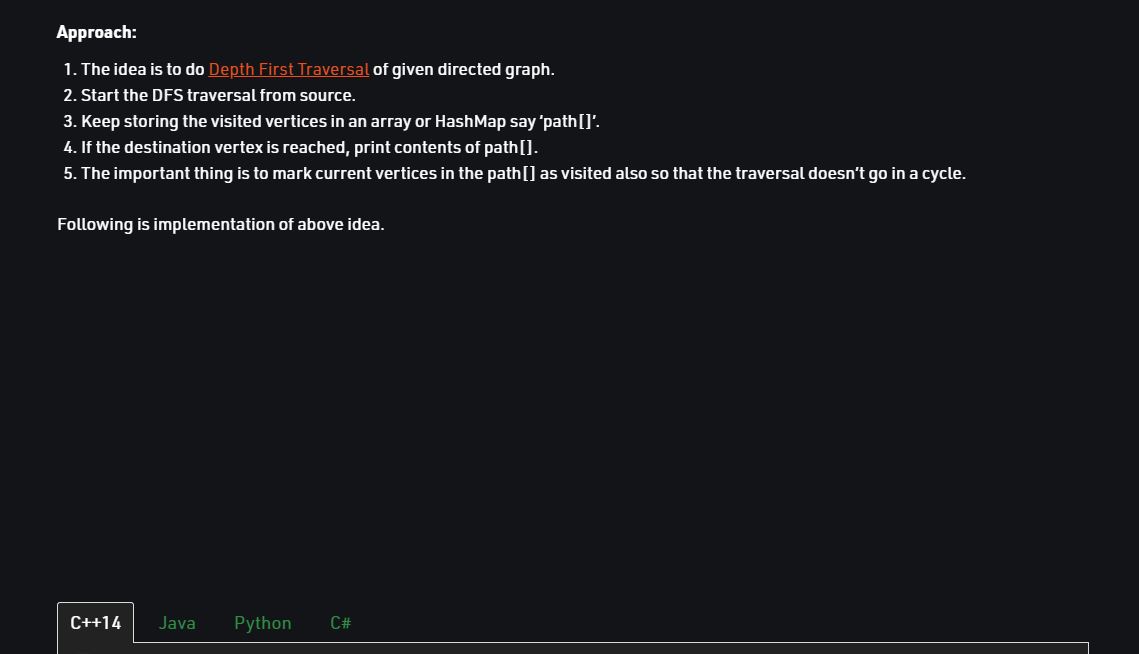 Approach:
1. The idea is to do Depth First Traversal of given directed graph.
2. Start the DFS traversal from source.
3. Keep storing the visited vertices in an array or HashMap say ‘path[]’.
4. If the destination vertex is reached, print contents of path[].
5. The important thing is to mark current vertices in the path[] as visited also so that the traversal doesn’t go in a cycle.
Following is implementation of above idea.
C++14 Java Python C#